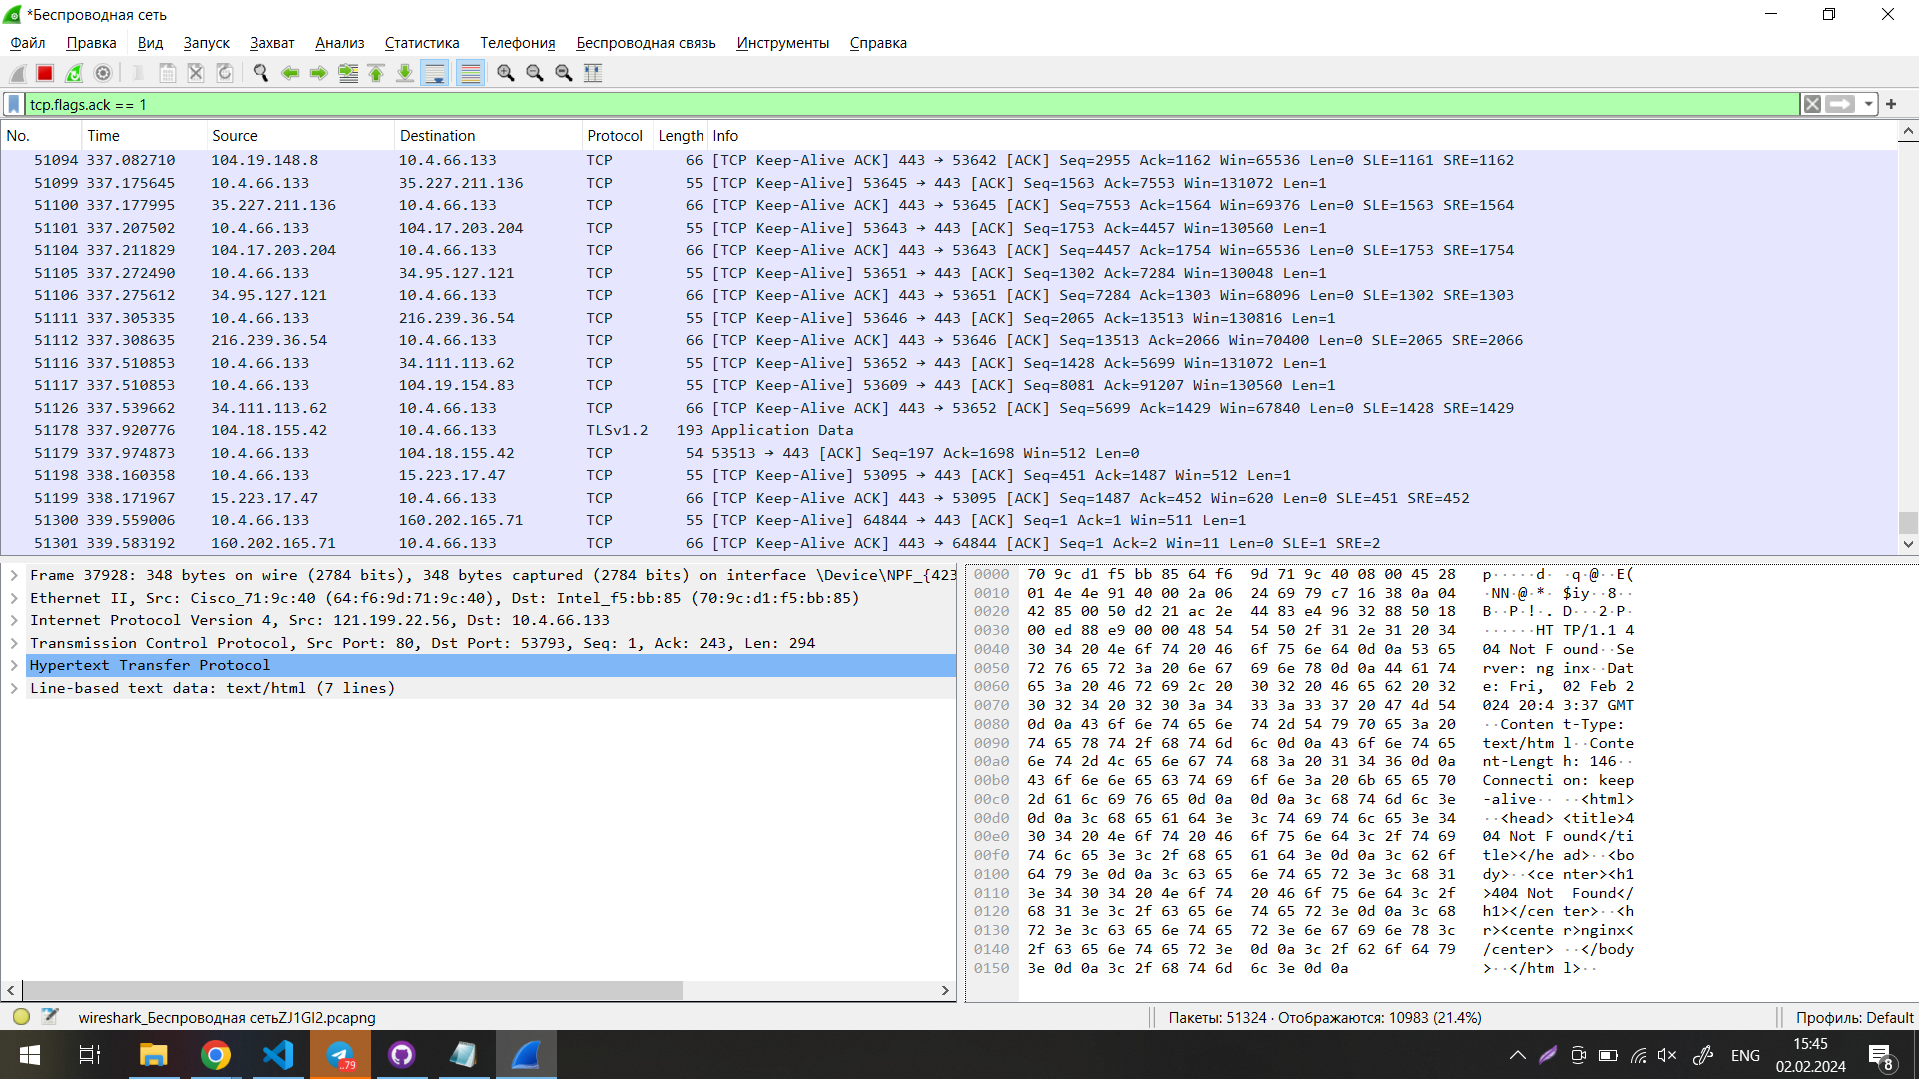 *Беспроводная сеть
Файл Правка Вид Запуск Захват Анализ Статистика Телефония Беспроводная связь Инструменты Справка
tcp.flags.ack == 1
No. Time Source Destination Protocol Length Info
51094 337.082710 104.19.148.8 10.4.66.133 TCP 66 [TCP Keep-Alive ACK] 443 → 53642 [ACK] Seq=2955 Ack=1162 Win=65536 Len=0 SLE=1161 SRE=1162
51099 337.175645 10.4.66.133 35.227.211.136 TCP 55 [TCP Keep-Alive] 53645 → 443 [ACK] Seq=1563 Ack=7553 Win=131072 Len=1
51100 337.177995 35.227.211.136 10.4.66.133 TCP 66 [TCP Keep-Alive ACK] 443 → 53645 [ACK] Seq=7553 Ack=1564 Win=69376 Len=0 SLE=1563 SRE=1564
51101 337.207502 10.4.66.133 104.17.203.204 TCP 55 [TCP Keep-Alive] 53643 → 443 [ACK] Seq=1753 Ack=4457 Win=130560 Len=1
51104 337.211829 104.17.203.204 10.4.66.133 TCP 66 [TCP Keep-Alive ACK] 443 → 53643 [ACK] Seq=4457 Ack=1754 Win=65536 Len=0 SLE=1753 SRE=1754
51105 337.272490 10.4.66.133 34.95.127.121 TCP 55 [TCP Keep-Alive] 53651 → 443 [ACK] Seq=1302 Ack=7284 Win=130048 Len=1
51106 337.275612 34.95.127.121 10.4.66.133 TCP 66 [TCP Keep-Alive ACK] 443 → 53651 [ACK] Seq=7284 Ack=1303 Win=68096 Len=0 SLE=1302 SRE=1303
51111 337.305335 10.4.66.133 216.239.36.54 TCP 55 [TCP Keep-Alive] 53646 → 443 [ACK] Seq=2065 Ack=13513 Win=130816 Len=1
51112 337.308635 216.239.36.54 10.4.66.133 TCP 66 [TCP Keep-Alive ACK] 443 → 53646 [ACK] Seq=13513 Ack=2066 Win=70400 Len=0 SLE=2065 SRE=2066
51116 337.510853 10.4.66.133 34.111.113.62 TCP 55 [TCP Keep-Alive] 53652 → 443 [ACK] Seq=1428 Ack=5699 Win=131072 Len=1
51117 337.510853 10.4.66.133 104.19.154.83 TCP 55 [TCP Keep-Alive] 53609 → 443 [ACK] Seq=8081 Ack=91207 Win=130560 Len=1
51126 337.539662 34.111.113.62 10.4.66.133 TCP 66 [TCP Keep-Alive ACK] 443 → 53652 [ACK] Seq=5699 Ack=1429 Win=67840 Len=0 SLE=1428 SRE=1429
51178 337.920776 104.18.155.42 10.4.66.133 TLSv1.2 193 Application Data
51179 337.974873 10.4.66.133 104.18.155.42 TCP 54 53513 → 443 [ACK] Seq=197 Ack=1698 Win=512 Len=0
51198 338.160358 10.4.66.133 15.223.17.47 TCP 55 [TCP Keep-Alive] 53095 → 443 [ACK] Seq=451 Ack=1487 Win=512 Len=1
51199 338.171967 15.223.17.47 10.4.66.133 TCP 66 [TCP Keep-Alive ACK] 443 → 53095 [ACK] Seq=1487 Ack=452 Win=620 Len=0 SLE=451 SRE=452
51300 339.559006 10.4.66.133 160.202.165.71 TCP 55 [TCP Keep-Alive] 64844 → 443 [ACK] Seq=1 Ack=1 Win=511 Len=1
51301 339.583192 160.202.165.71 10.4.66.133 TCP 66 [TCP Keep-Alive ACK] 443 → 64844 [ACK] Seq=1 Ack=2 Win=11 Len=0 SLE=1 SRE=2
Frame 37928: 348 bytes on wire (2784 bits), 348 bytes captured (2784 bits) on interface \Device\NPF_{423
Ethernet II, Src: Cisco_71:9c:40 (64:f6:9d:71:9c:40), Dst: Intel_f5:bb:85 (70:9c:d1:f5:bb:85)
Internet Protocol Version 4, Src: 121.199.22.56, Dst: 10.4.66.133
Transmission Control Protocol, Src Port: 80, Dst Port: 53793, Seq: 1, Ack: 243, Len: 294
Hypertext Transfer Protocol
Line-based text data: text/html (7 lines)
0000 70 9c d1 f5 bb 85 64 f6 9d 71 9c 40 08 00 45 28 p·····d· ·q·@··E(
0010 01 4e 4e 91 40 00 2a 06 24 69 79 c7 16 38 0a 04 ·NN·@·*· $iy··8··
0020 42 85 00 50 d2 21 ac 2e 44 83 e4 96 32 88 50 18 B··P·!·. D···2·P·
0030 00 ed 88 e9 00 00 48 54 54 50 2f 31 2e 31 20 34 ······HT TP/1.1 4
0040 30 34 20 4e 6f 74 20 46 6f 75 6e 64 0d 0a 53 65 04 Not F ound··Se
0050 72 76 65 72 3a 20 6e 67 69 6e 78 0d 0a 44 61 74 rver: ng inx··Dat
0060 65 3a 20 46 72 69 2c 20 30 32 20 46 65 62 20 32 e: Fri, 02 Feb 2
0070 30 32 34 20 32 30 3a 34 33 3a 33 37 20 47 4d 54 024 20:4 3:37 GMT
0080 0d 0a 43 6f 6e 74 65 6e 74 2d 54 79 70 65 3a 20 ··Conten t-Type:
0090 74 65 78 74 2f 68 74 6d 6c 0d 0a 43 6f 6e 74 65 text/htm l··Conte
00a0 6e 74 2d 4c 65 6e 67 74 68 3a 20 31 34 36 0d 0a nt-Lengt h: 146··
00b0 43 6f 6e 6e 65 63 74 69 6f 6e 3a 20 6b 65 65 70 Connecti on: keep
00c0 2d 61 6c 69 76 65 0d 0a 0d 0a 3c 68 74 6d 6c 3e -alive·· ··<html>
00d0 0d 0a 3c 68 65 61 64 3e 3c 74 69 74 6c 65 3e 34 ··<head> <title>4
00e0 30 34 20 4e 6f 74 20 46 6f 75 6e 64 3c 2f 74 69 04 Not F ound</ti
00f0 74 6c 65 3e 3c 2f 68 65 61 64 3e 0d 0a 3c 62 6f tle></he ad>··<bo
0100 64 79 3e 0d 0a 3c 63 65 6e 74 65 72 3e 3c 68 31 dy>··<ce nter><h1
0110 3e 34 30 34 20 4e 6f 74 20 46 6f 75 6e 64 3c 2f >404 Not Found</
0120 68 31 3e 3c 2f 63 65 6e 74 65 72 3e 0d 0a 3c 68 h1></cen ter>··<h
0130 72 3e 3c 63 65 6e 74 65 72 3e 6e 67 69 6e 78 3c r><cente r>nginx<
0140 2f 63 65 6e 74 65 72 3e 0d 0a 3c 2f 62 6f 64 79 /center> ··</body
0150 3e 0d 0a 3c 2f 68 74 6d 6c 3e 0d 0a >··</htm l>··
wireshark_Беспроводная сетьZJ1GI2.pcapng Пакеты: 51324 · Отображаются: 10983 (21.4%) Профиль: Default
..79
ENG
15:45
02.02.2024
8